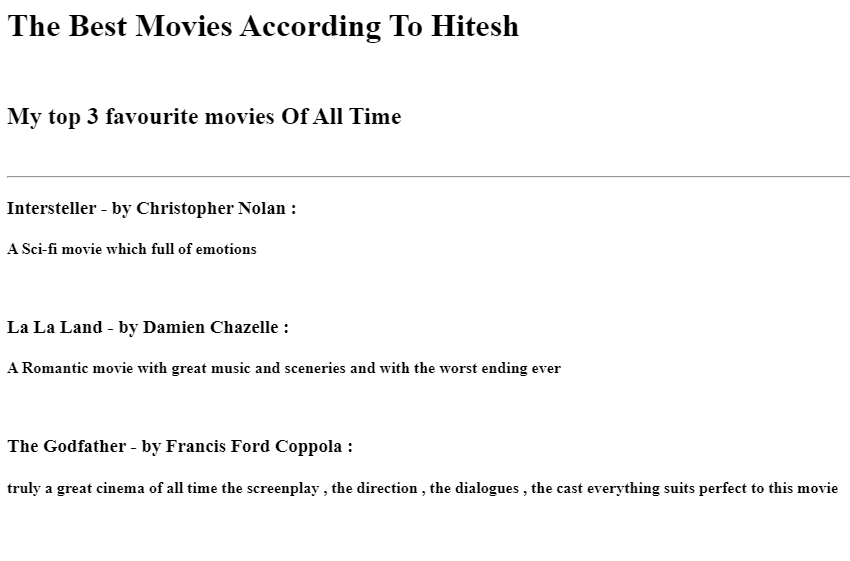 The Best Movies According To Hitesh
My top 3 favourite movies Of All Time
Intersteller - by Christopher Nolan :
A Sci-fi movie which full of emotions
La La Land - by Damien Chazelle :
A Romantic movie with great music and sceneries and with the worst ending ever
The Godfather - by Francis Ford Coppola :
truly a great cinema of all time the screenplay , the direction , the dialogues , the cast everything suits perfect to this movie